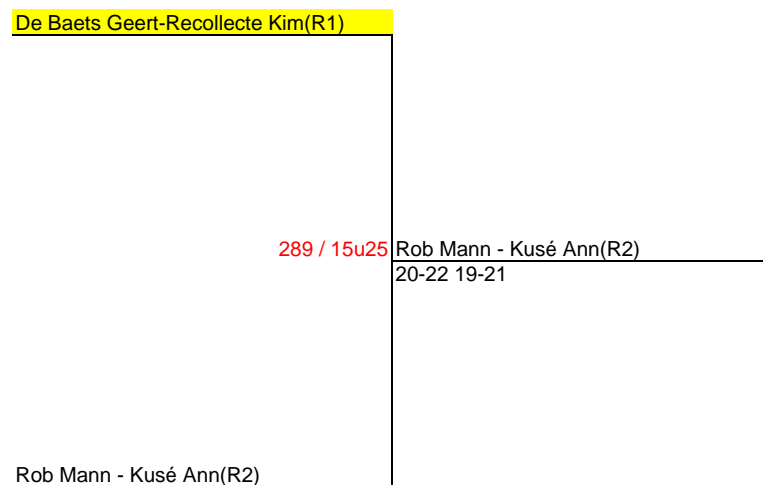 De Baets Geert-Recollecte Kim(R1)
289 / 15u25 Rob Mann - Kusé Ann(R2)
20-22 19-21
Rob Mann - Kusé Ann(R2)